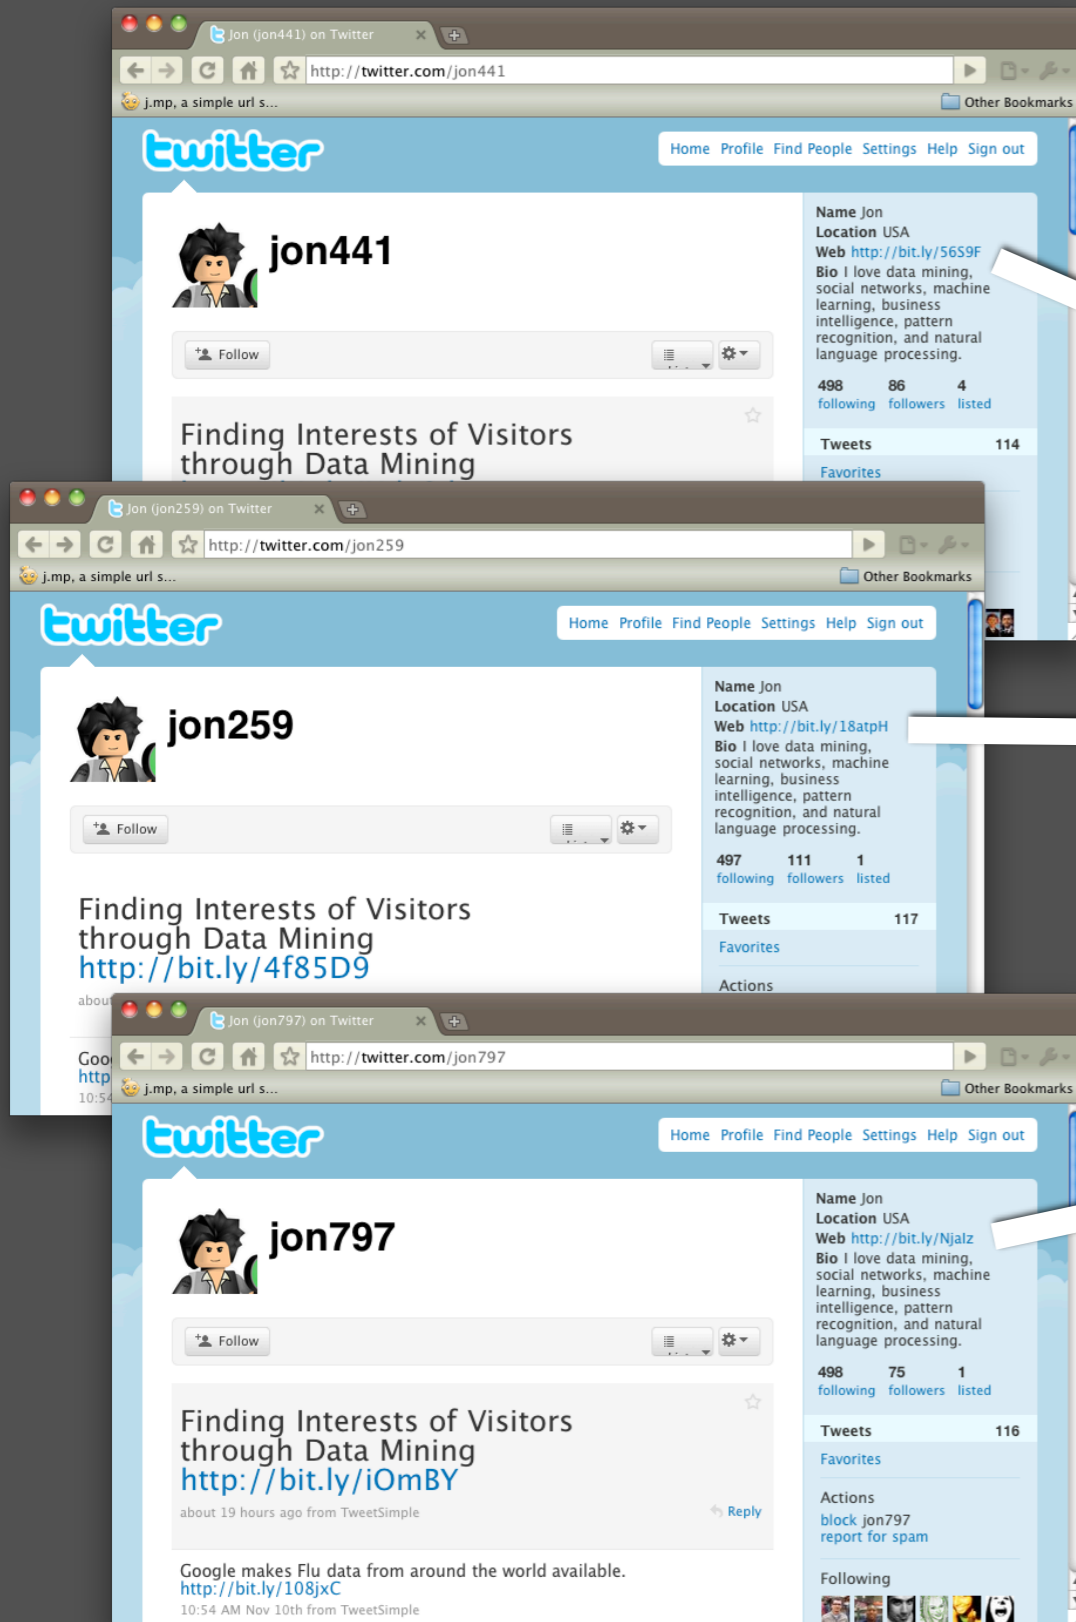 Jon (jon441) on Twitter
http://twitter.com/jon441
j.mp, a simple url s...
Other Bookmarks
twitter
Home Profile Find People Settings Help Sign out
jon441
Follow
Finding Interests of Visitors
through Data Mining
Name Jon
Location USA
Web http://bit.ly/56S9F
Bio I love data mining,
social networks, machine
learning, business
intelligence, pattern
recognition, and natural
language processing.
498 86 4
following followers listed
Tweets 114
Favorites
Jon (jon259) on Twitter
http://twitter.com/jon259
j.mp, a simple url s...
Other Bookmarks
twitter
Home Profile Find People Settings Help Sign out
jon259
Follow
Finding Interests of Visitors
through Data Mining
http://bit.ly/4f85D9
about
Goo
http
10:54
Name Jon
Location USA
Web http://bit.ly/18atpH
Bio I love data mining,
social networks, machine
learning, business
intelligence, pattern
recognition, and natural
language processing.
497 111 1
following followers listed
Tweets 117
Favorites
Actions
Jon (jon797) on Twitter
http://twitter.com/jon797
j.mp, a simple url s...
Other Bookmarks
twitter
Home Profile Find People Settings Help Sign out
jon797
Follow
Finding Interests of Visitors
through Data Mining
http://bit.ly/iOmBY
about 19 hours ago from TweetSimple
Reply
Google makes Flu data from around the world available.
http://bit.ly/108jxC
10:54 AM Nov 10th from TweetSimple
Name Jon
Location USA
Web http://bit.ly/NjaIz
Bio I love data mining,
social networks, machine
learning, business
intelligence, pattern
recognition, and natural
language processing.
498 75 1
following followers listed
Tweets 116
Favorites
Actions
block jon797
report for spam
Following